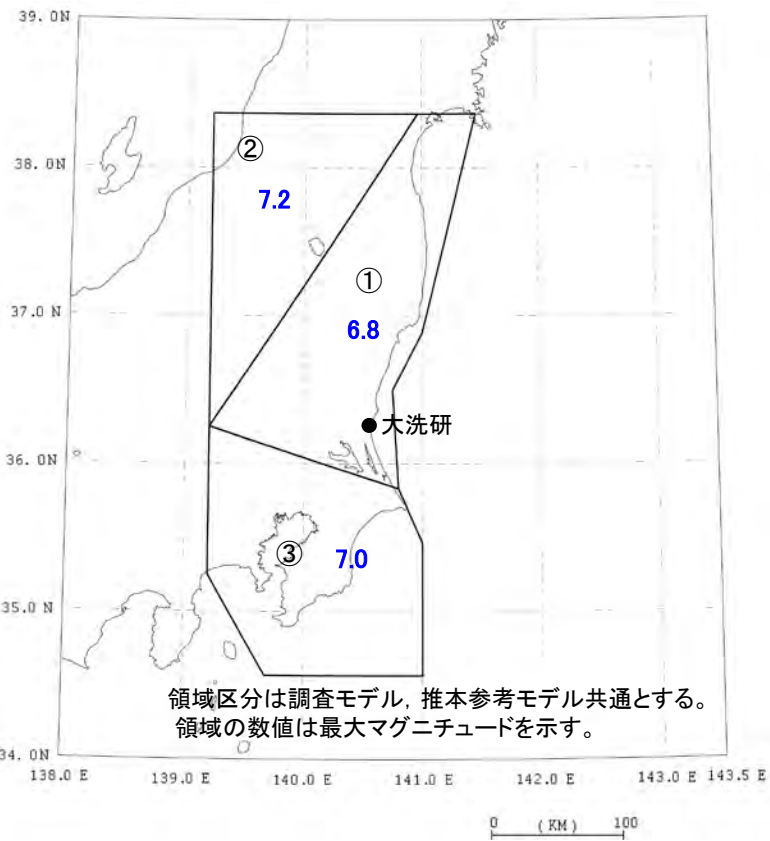 39.0N
②
38.0N
7.2
①
37.0N
6.8
大洗研
36.0N
③
7.0
35.0 N
領域区分は調査モデル，推本参考モデル共通とする。
領域の数値は最大マグニチュードを示す。
34.0N
138.0 E 139.0 E 140.0 E 141.0 E 142.0 E 143.0 E 143.5 E
0 (KM) 100